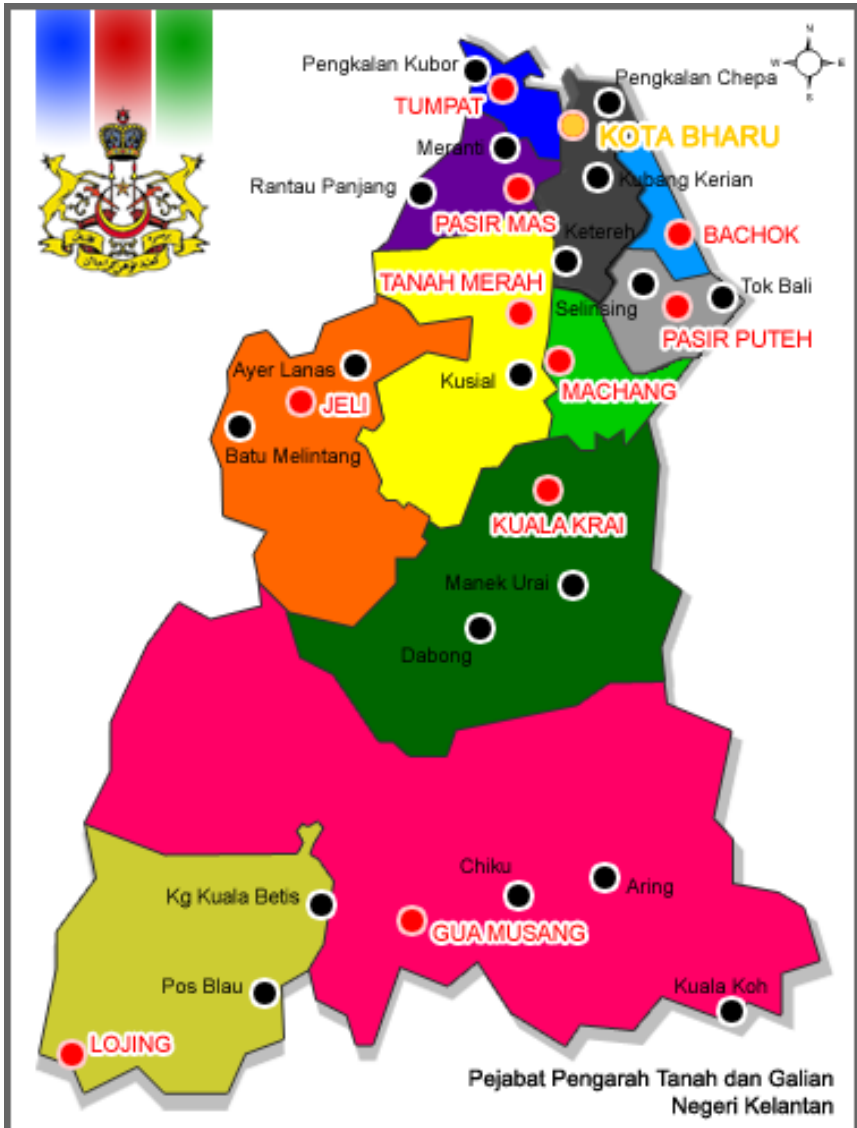 N
W
E
S
Pengkalan Kubor
TUMPAT
Pengkalan Chepa
KOTA BHARU
Meranti
Kubang Kerian
Rantau Panjang
PASIR MAS
Ketereh
BACHOK
TANAH MERAH
Selinsing
Tok Bali
PASIR PUTEH
Ayer Lanas
Kusial
MACHANG
JELI
Batu Melintang
KUALA KRAI
Manek Urai
Dabong
Chiku
Aring
Kg Kuala Betis
GUA MUSANG
Pos Blau
Kuala Koh
LOJING
Pejabat Pengarah Tanah dan Galian
Negeri Kelantan